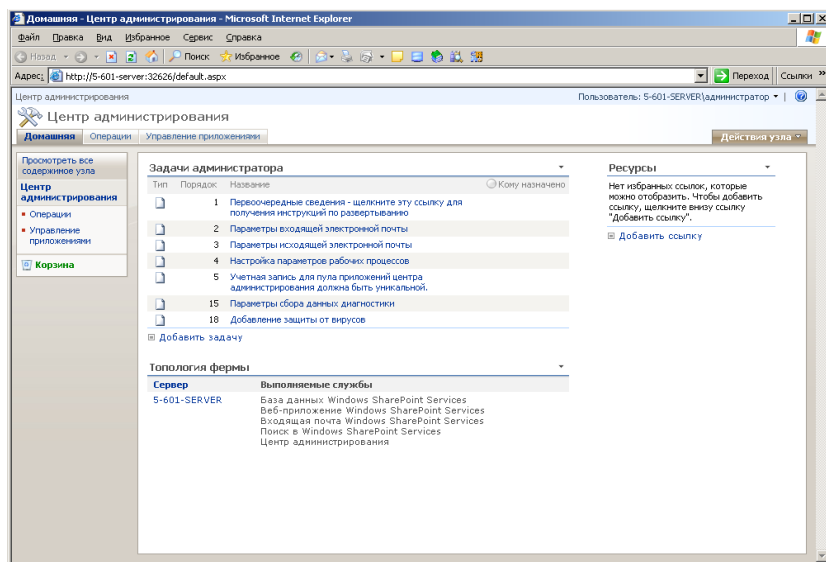 Домашняя - Центр администрирования - Microsoft Internet Explorer
Файл Правка Вид Избранное Сервис Справка
Назад Поиск Избранное
Адрес: http://5-601-server:32626/default.aspx Переход Ссылки »
Центр администрирования Пользователь: 5-601-SERVER\администратор
Центр администрирования
Домашняя Операции Управление приложениями Действия узла
Просмотреть все
содержимое узла
Центр
администрирования
Операции
Управление
приложениями
Корзина
Задачи администратора
Тип Порядок Название Кому назначено
1 Первоочередные сведения - щелкните эту ссылку для
получения инструкций по развертыванию
2 Параметры входящей электронной почты
3 Параметры исходящей электронной почты
4 Настройка параметров рабочих процессов
5 Учетная запись для пула приложений центра
администрирования должна быть уникальной.
15 Параметры сбора данных диагностики
18 Добавление защиты от вирусов
Добавить задачу
Топология фермы
Сервер Выполняемые службы
5-601-SERVER База данных Windows SharePoint Services
Веб-приложение Windows SharePoint Services
Входящая почта Windows SharePoint Services
Поиск в Windows SharePoint Services
Центр администрирования
Ресурсы
Нет избранных ссылок, которые
можно отобразить. Чтобы добавить
ссылку, щелкните внизу ссылку
"Добавить ссылку".
Добавить ссылку